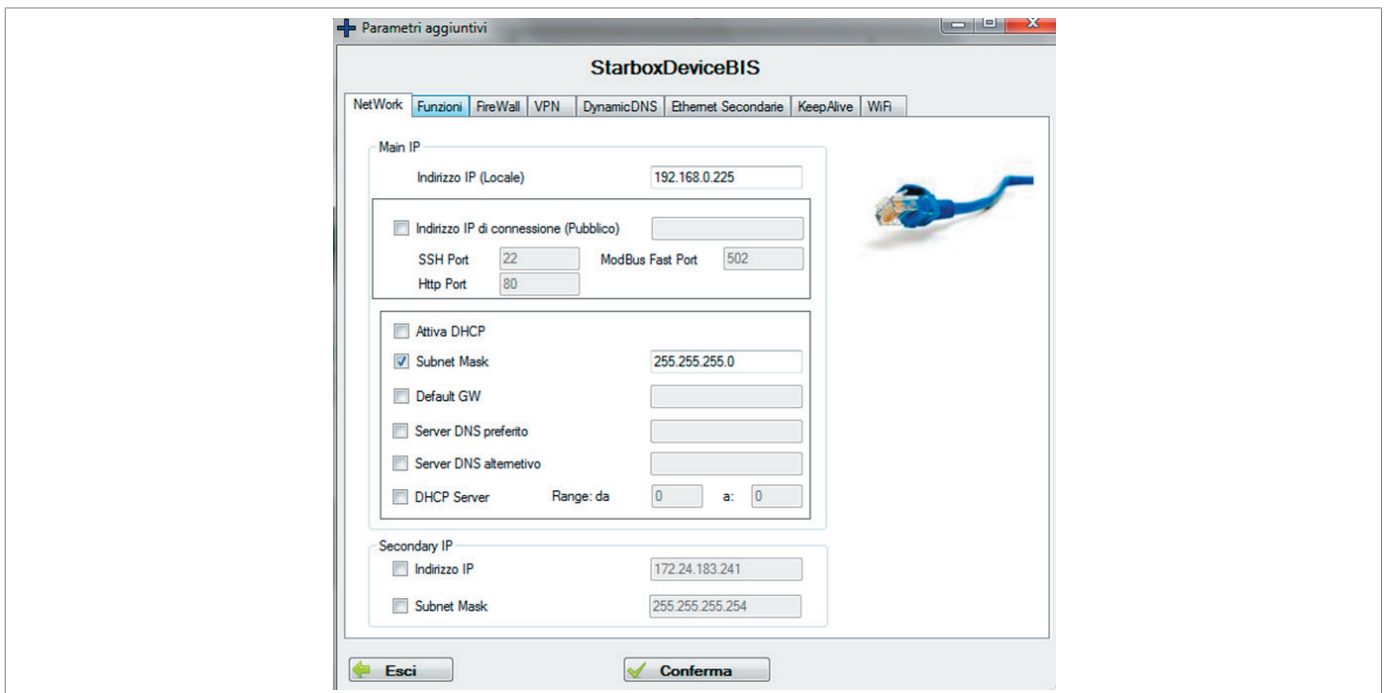 Parametri aggiuntivi
StarboxDeviceBIS
NetWork Funzioni FireWall VPN DynamicDNS Ethernet Secondarie KeepAlive WiFi
Main IP
Indirizzo IP (Locale) 192.168.0.225
Indirizzo IP di connessione (Pubblico)
SSH Port 22 ModBus Fast Port 502
Http Port 80
Attiva DHCP
Subnet Mask 255.255.255.0
Default GW
Server DNS preferito
Server DNS alternetivo
DHCP Server Range: da 0 a: 0
Secondary IP
Indirizzo IP 172.24.183.241
Subnet Mask 255.255.255.254
Esci Conferma